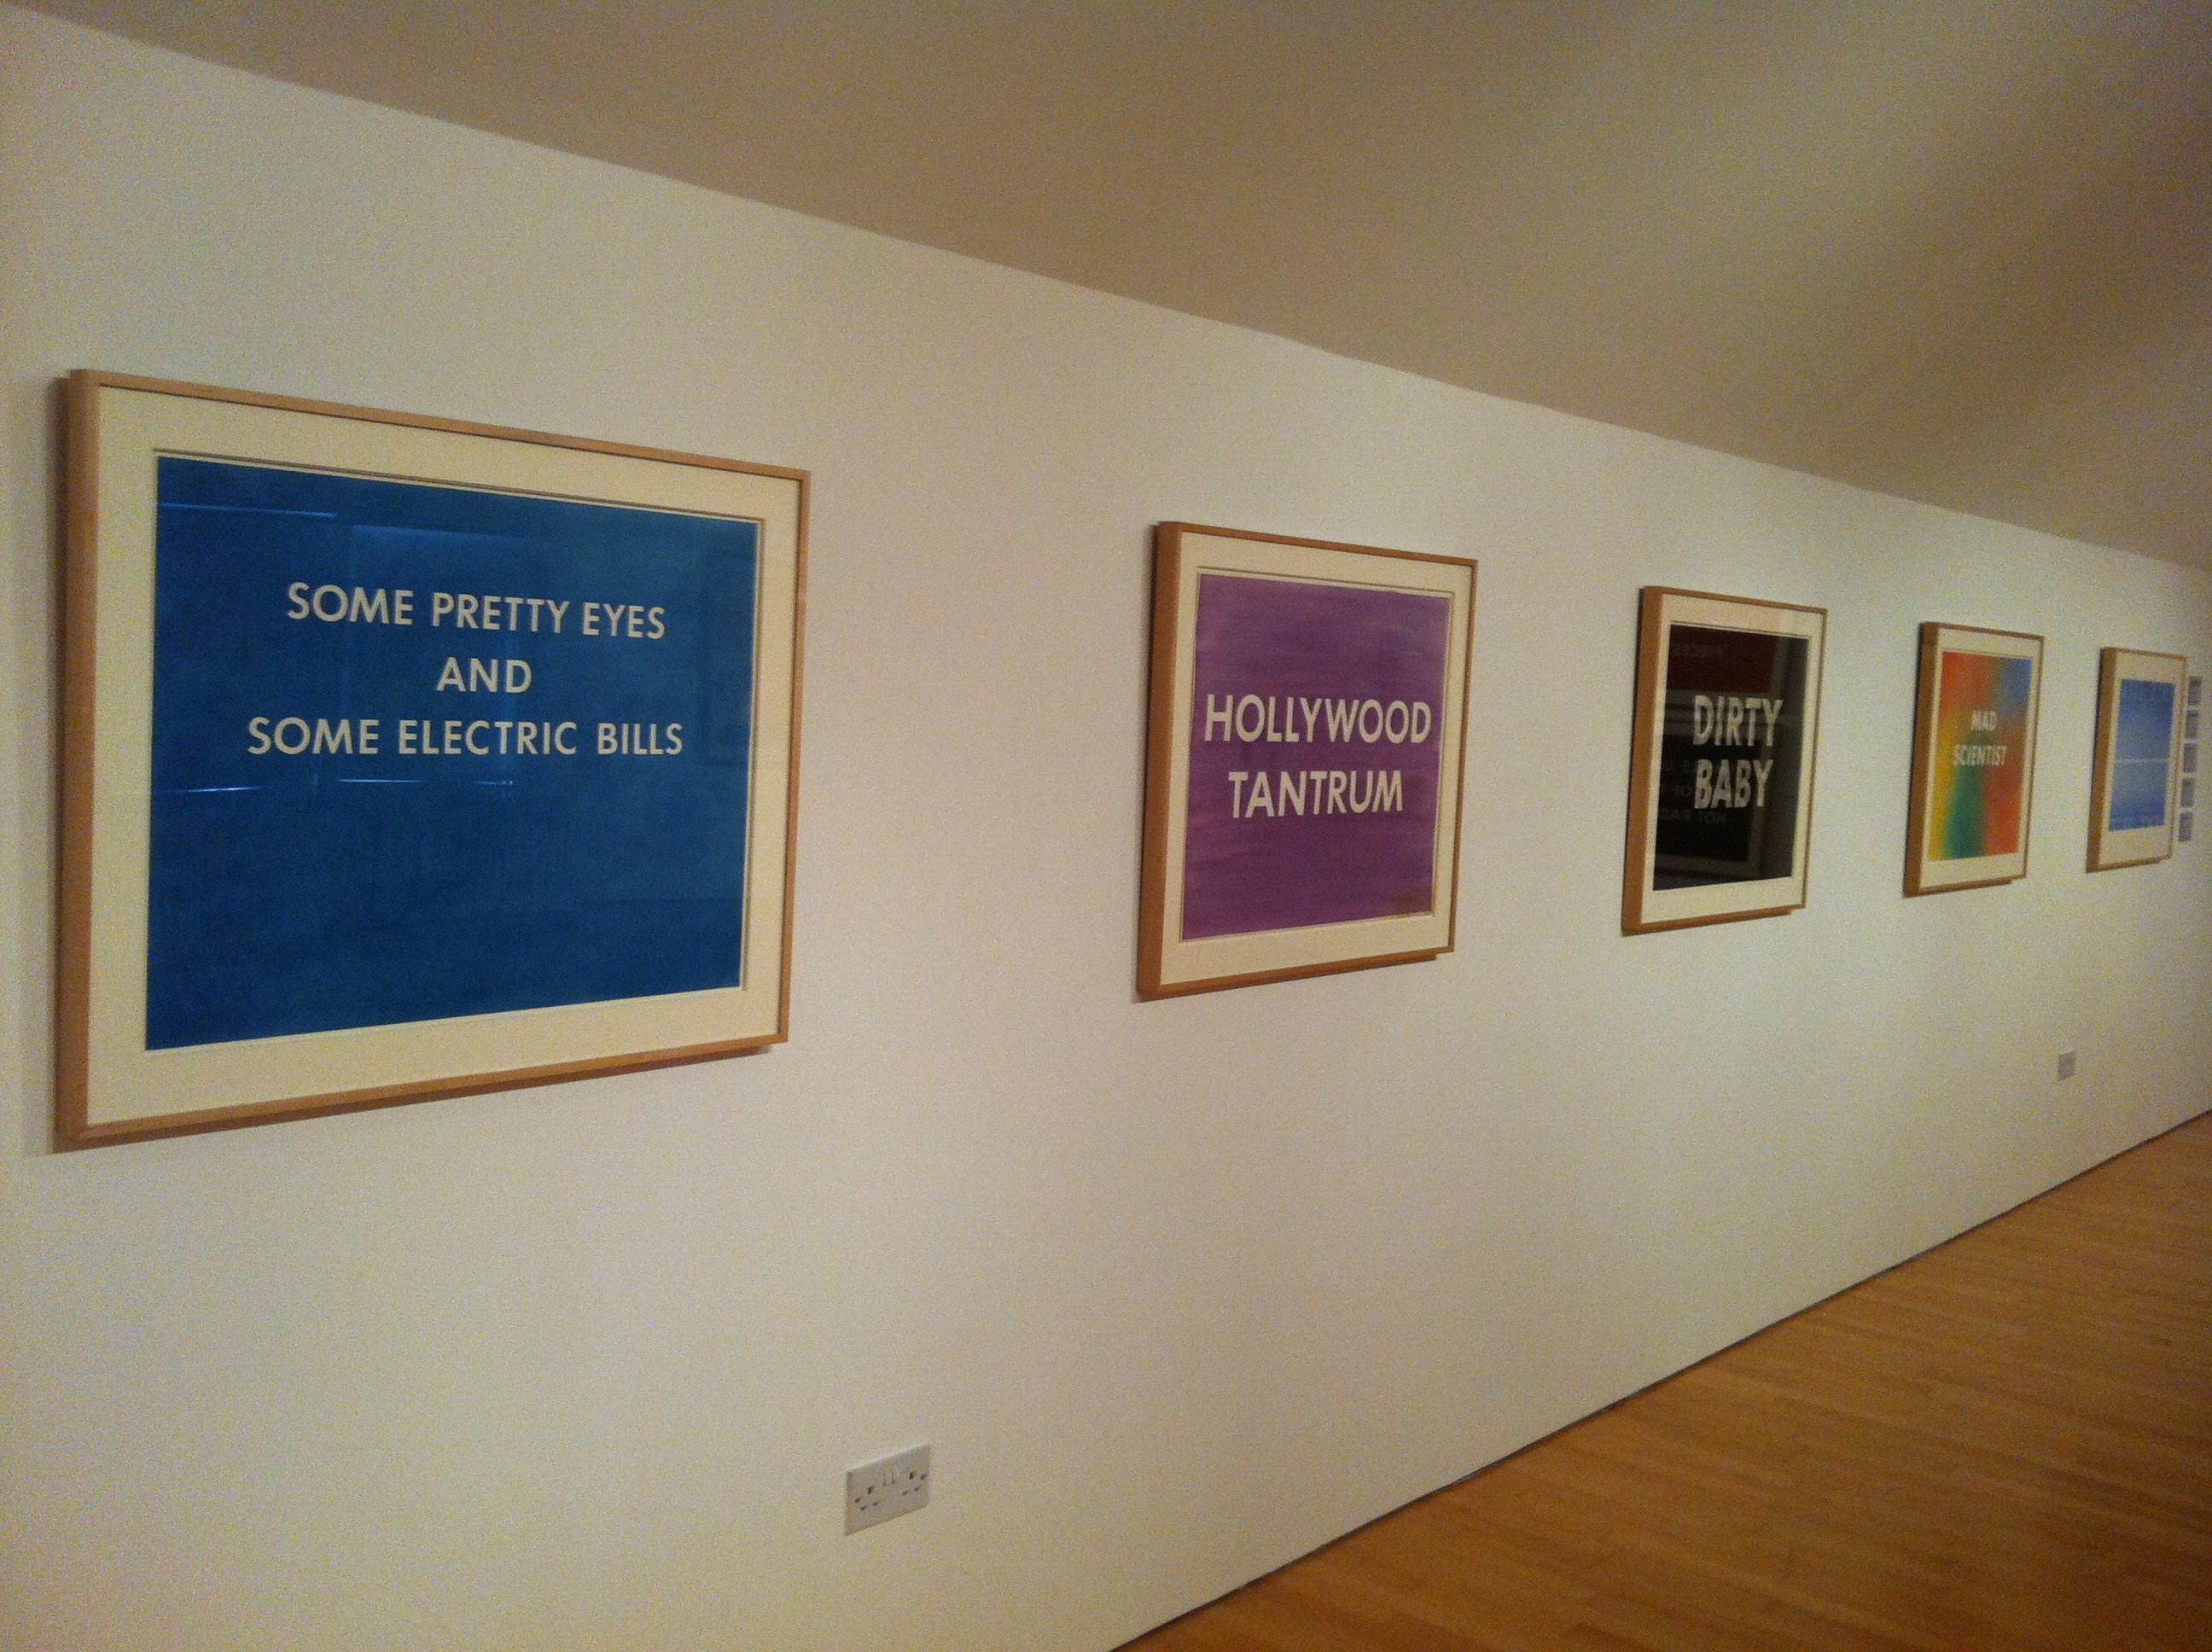 SOME PRETTY EYES
AND
SOME ELECTRIC BILLS
HOLLYWOOD
TANTRUM
DIRTY
BABY
MAD
SCIENTIST